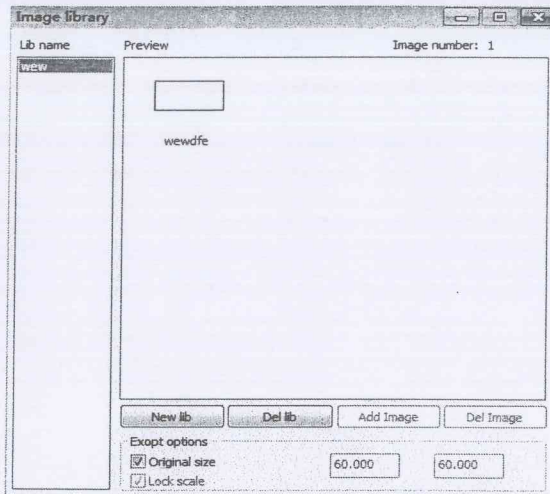 Image library
Lib name Preview Image number: 1
wew
wewdfe
New lib Del lib Add Image Del Image
Exopt options
Original size 60.000 60.000
Lock scale